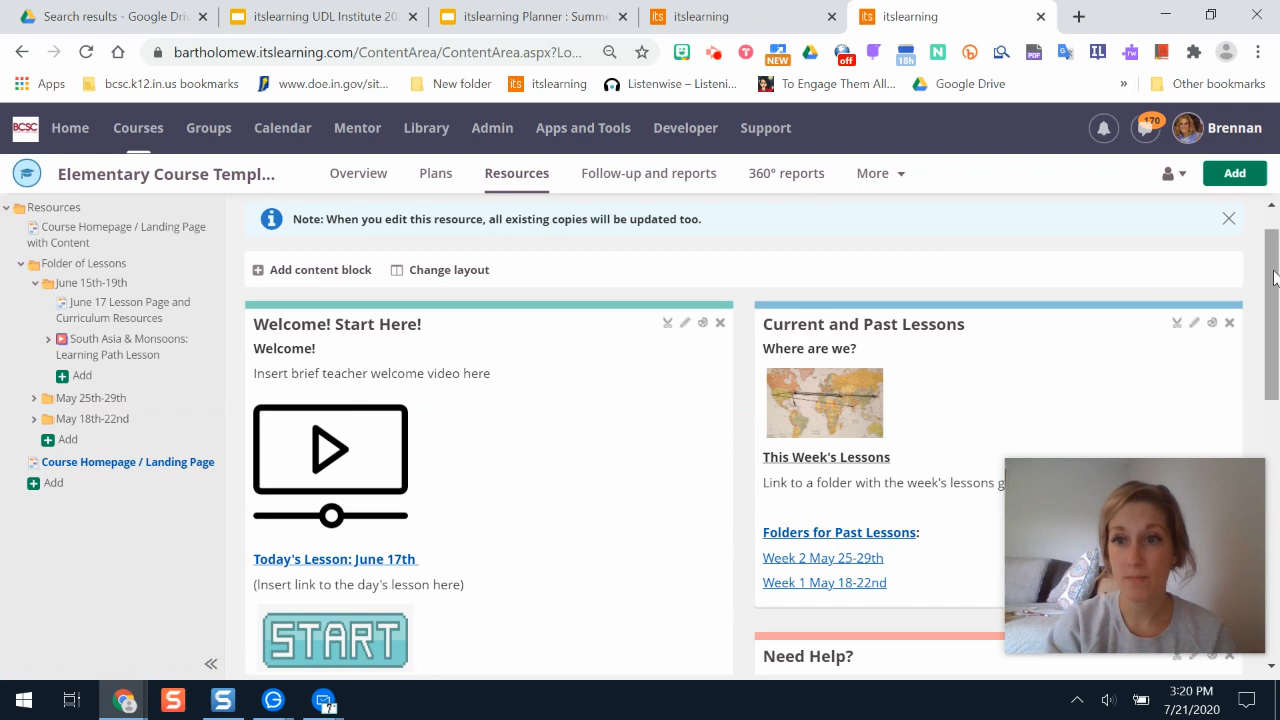 Search results - Google Driv
itslearning UDL Institute 202
itslearning Planner : Summe
itslearning
itslearning
bartholomew.itslearning.com/ContentArea/ContentArea.aspx?Lo...
NEW
off
18h
PDF
IL
rw
Apps
bcsc.k12.in.us bookmarks
www.doe.in.gov/sit...
New folder
itslearning
Listenwise – Listeni...
To Engage Them All...
Google Drive
»
Other bookmarks
BCSC
Home
Courses
Groups
Calendar
Mentor
Library
Admin
Apps and Tools
Developer
Support
170
Brennan
Elementary Course Templ...
Overview
Plans
Resources
Follow-up and reports
360° reports
More
Add
Resources
Course Homepage / Landing Page
with Content
Folder of Lessons
June 15th-19th
June 17 Lesson Page and
Curriculum Resources
South Asia & Monsoons:
Learning Path Lesson
Add
May 25th-29th
May 18th-22nd
Add
Course Homepage / Landing Page
Add
Note: When you edit this resource, all existing copies will be updated too.
Add content block
Change layout
Welcome! Start Here!
Welcome!
Insert brief teacher welcome video here
Today's Lesson: June 17th
(Insert link to the day's lesson here)
START
Current and Past Lessons
Where are we?
This Week's Lessons
Link to a folder with the week's lessons g
Folders for Past Lessons:
Week 2 May 25-29th
Week 1 May 18-22nd
Need Help?
3:20 PM
7/21/2020